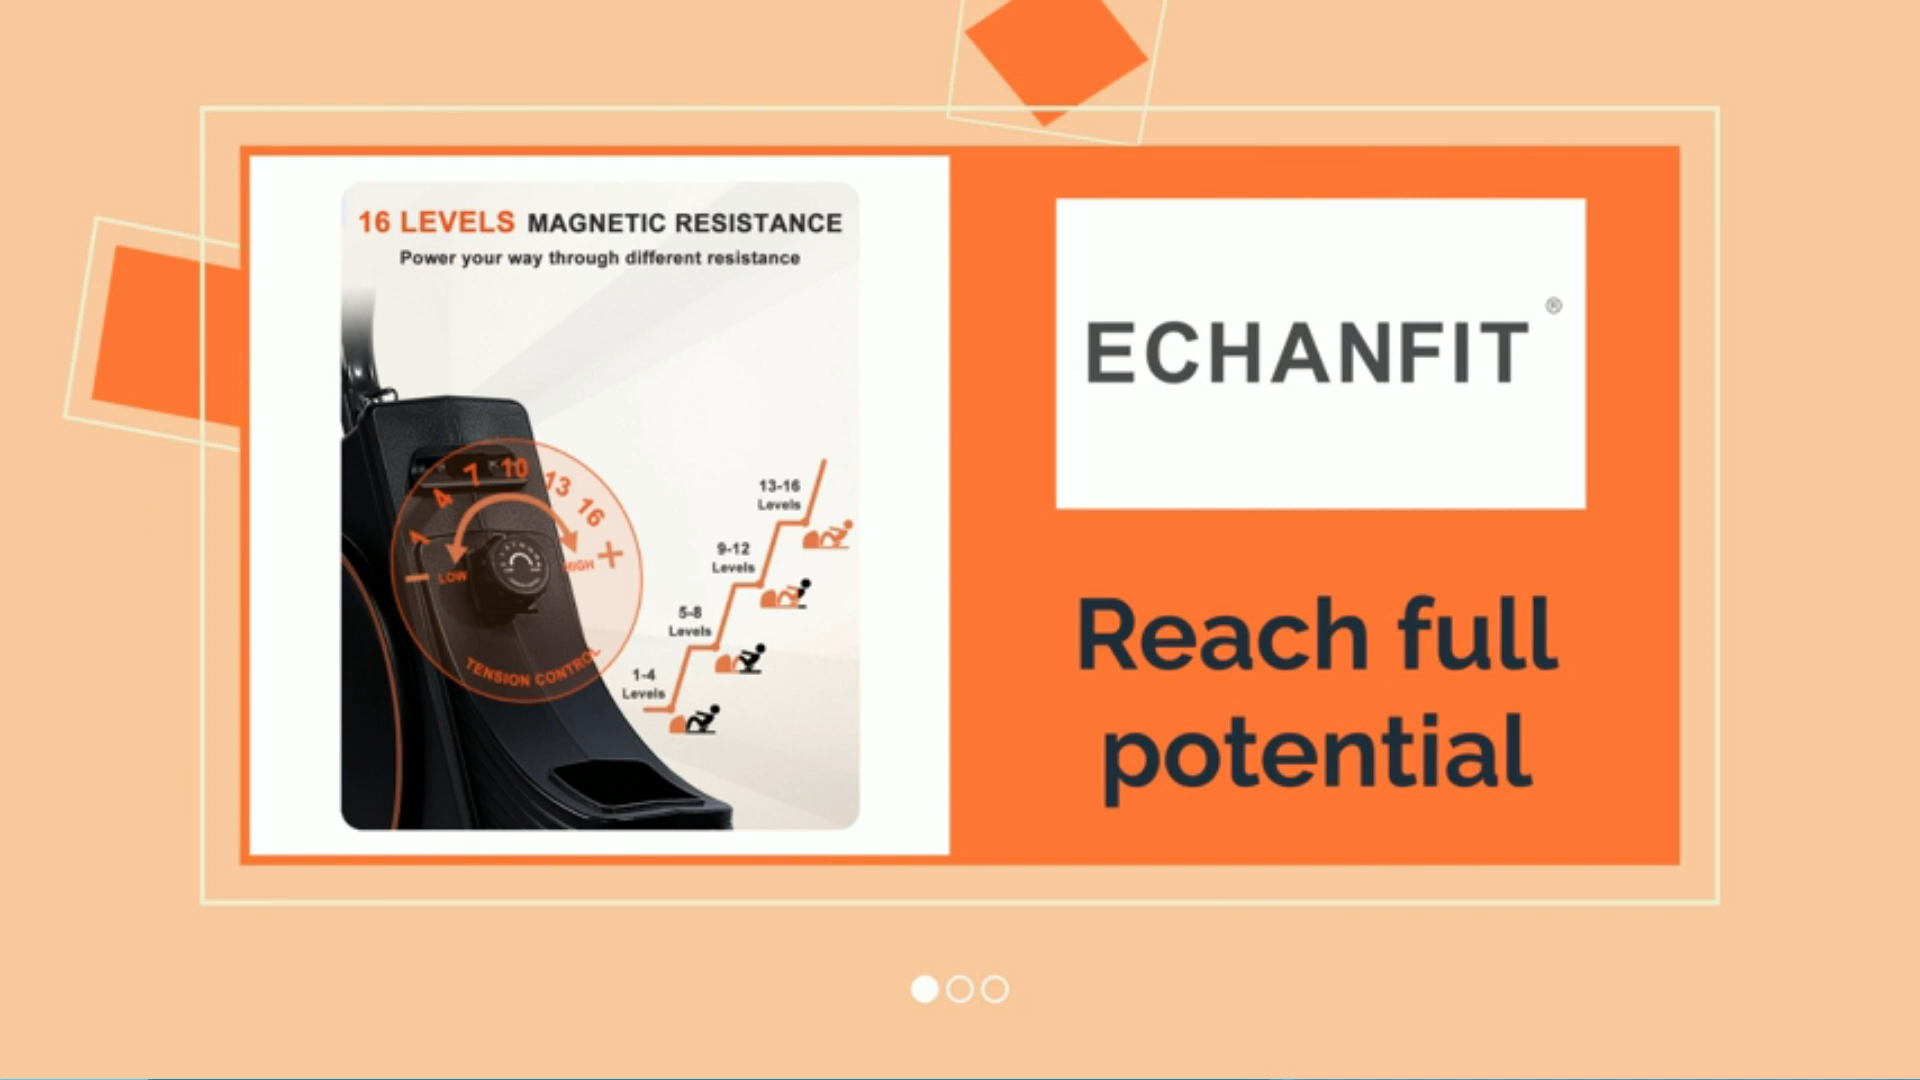 16 LEVELS MAGNETIC RESISTANCE
Power your way through different resistance
1 4 7 10 13 16
LOW
HIGH
TENSION CONTROL
13-16
Levels
9-12
Levels
5-8
Levels
1-4
Levels
ECHANFIT®
Reach full
potential